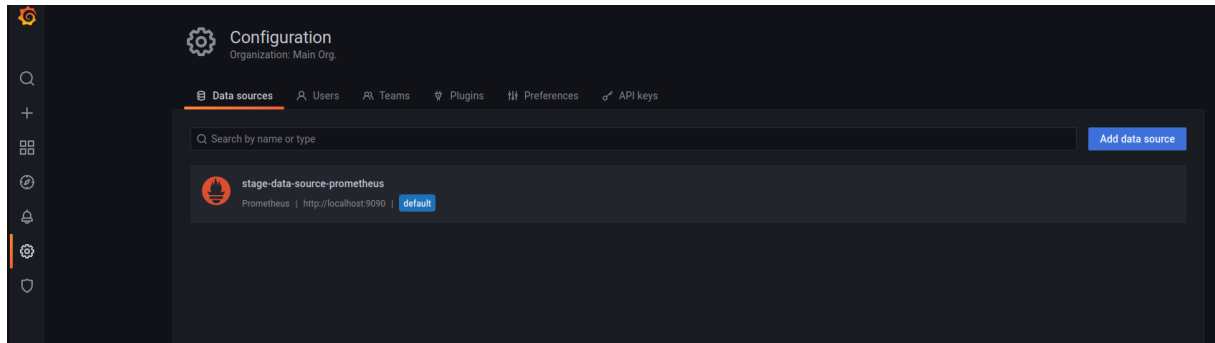 Configuration
Organization: Main Org.
Data sources Users Teams Plugins Preferences API keys
Search by name or type Add data source
stage-data-source-prometheus
Prometheus | http://localhost:9090 | default